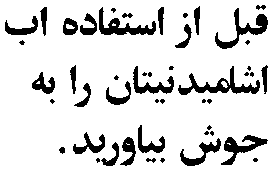 قبل از استفاده اب
اشامیدنیتان را به
جوش بیاورید.